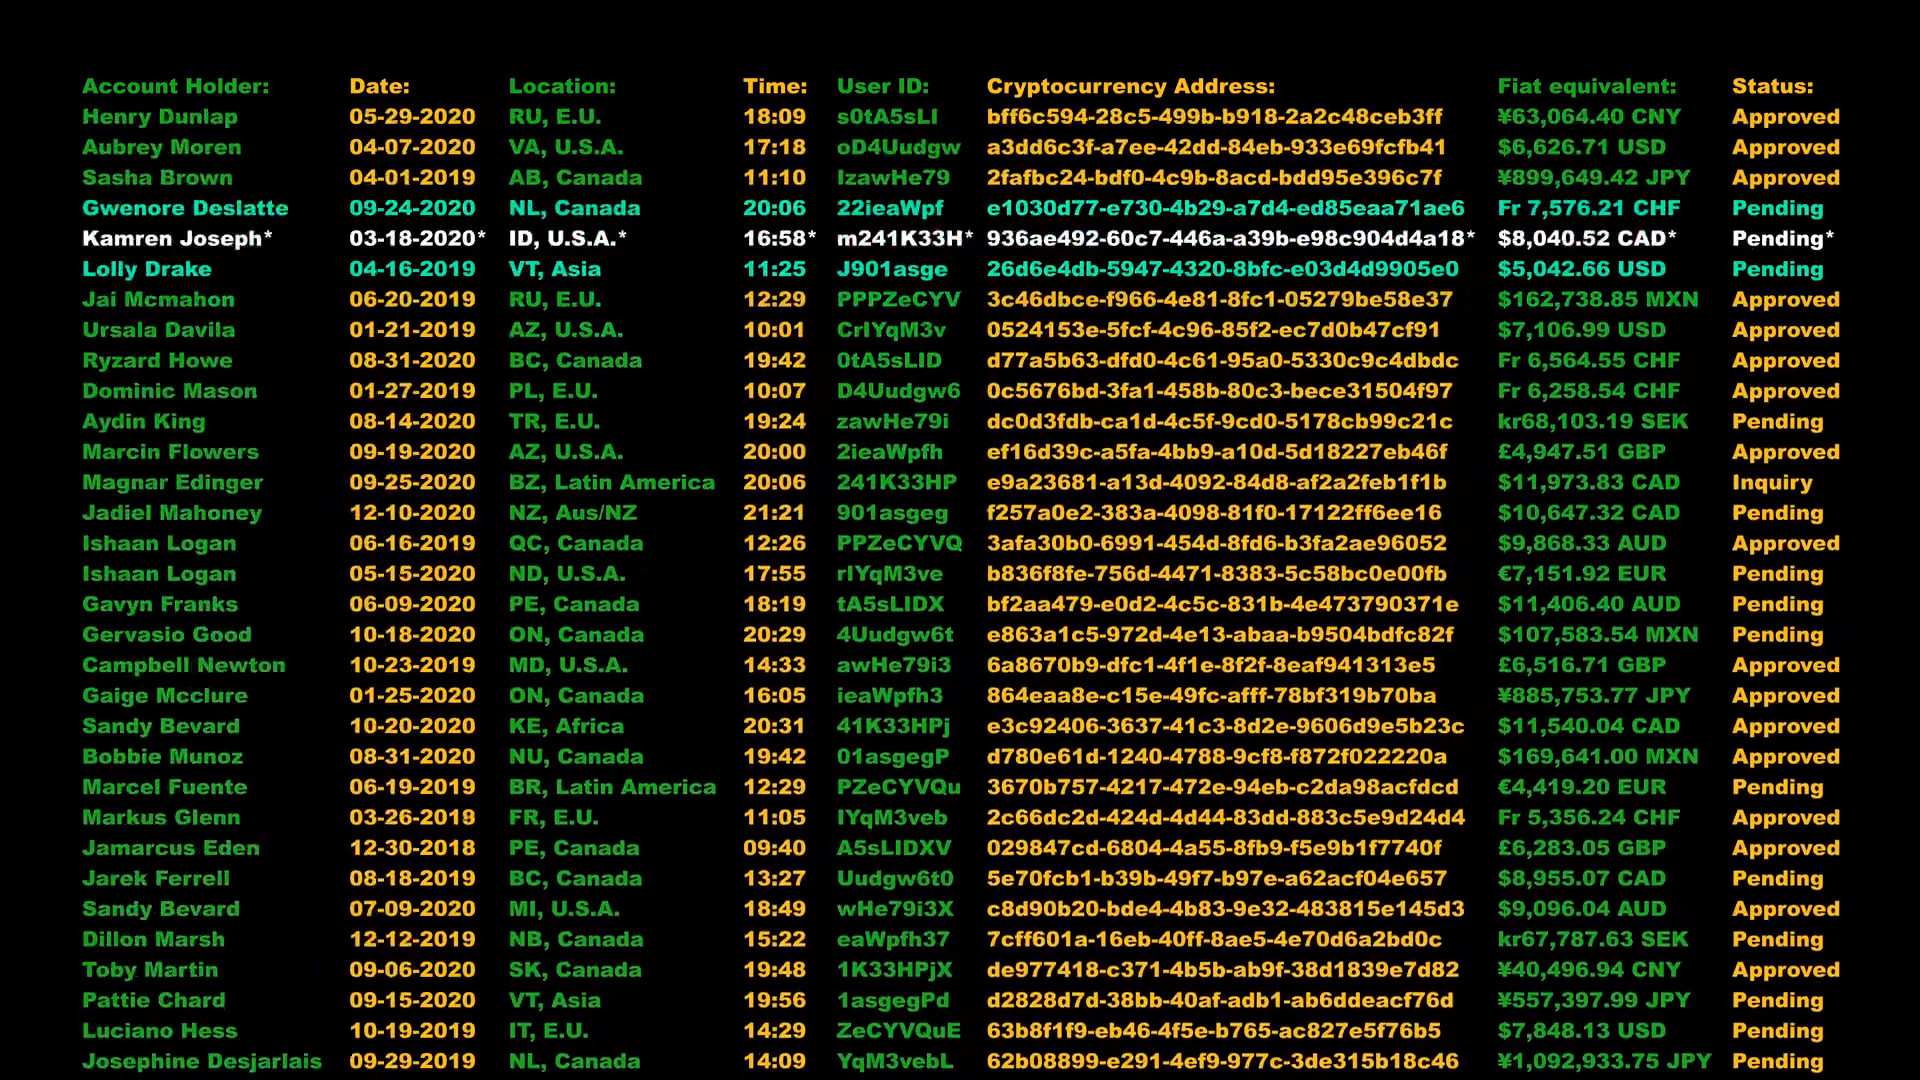 Account Holder: Date: Location: Time: User ID: Cryptocurrency Address: Fiat equivalent: Status:
Henry Dunlap 05-29-2020 RU, E.U. 18:09 s0tA5sLI bff6c594-28c5-499b-b918-2a2c48ceb3ff ¥63,064.40 CNY Approved
Aubrey Moren 04-07-2020 VA, U.S.A. 17:18 oD4Uudgw a3dd6c3f-a7ee-42dd-84eb-933e69fcfb41 $6,626.71 USD Approved
Sasha Brown 04-01-2019 AB, Canada 11:10 IzawHe79 2fafbc24-bdf0-4c9b-8acd-bdd95e396c7f ¥899,649.42 JPY Approved
Gwenore Deslatte 09-24-2020 NL, Canada 20:06 22ieaWpf e1030d77-e730-4b29-a7d4-ed85eaa71ae6 Fr 7,576.21 CHF Pending
Kamren Joseph* 03-18-2020* ID, U.S.A.* 16:58* m241K33H* 936ae492-60c7-446a-a39b-e98c904d4a18* $8,040.52 CAD* Pending*
Lolly Drake 04-16-2019 VT, Asia 11:25 J901asge 26d6e4db-5947-4320-8bfc-e03d4d9905e0 $5,042.66 USD Pending
Jai Mcmahon 06-20-2019 RU, E.U. 12:29 PPPZeCYV 3c46dbce-f966-4e81-8fc1-05279be58e37 $162,738.85 MXN Approved
Ursala Davila 01-21-2019 AZ, U.S.A. 10:01 CrIYqM3v 0524153e-5fcf-4c96-85f2-ec7d0b47cf91 $7,106.99 USD Approved
Ryzard Howe 08-31-2020 BC, Canada 19:42 0tA5sLID d77a5b63-dfd0-4c61-95a0-5330c9c4dbdc Fr 6,564.55 CHF Approved
Dominic Mason 01-27-2019 PL, E.U. 10:07 D4Uudgw6 0c5676bd-3fa1-458b-80c3-bece31504f97 Fr 6,258.54 CHF Approved
Aydin King 08-14-2020 TR, E.U. 19:24 zawHe79i dc0d3fdb-ca1d-4c5f-9cd0-5178cb99c21c kr68,103.19 SEK Pending
Marcin Flowers 09-19-2020 AZ, U.S.A. 20:00 2ieaWpfh ef16d39c-a5fa-4bb9-a10d-5d18227eb46f £4,947.51 GBP Approved
Magnar Edinger 09-25-2020 BZ, Latin America 20:06 241K33HP e9a23681-a13d-4092-84d8-af2a2feb1f1b $11,973.83 CAD Inquiry
Jadiel Mahoney 12-10-2020 NZ, Aus/NZ 21:21 901asgeg f257a0e2-383a-4098-81f0-17122ff6ee16 $10,647.32 CAD Pending
Ishaan Logan 06-16-2019 QC, Canada 12:26 PPZeCYVQ 3afa30b0-6991-454d-8fd6-b3fa2ae96052 $9,868.33 AUD Approved
Ishaan Logan 05-15-2020 ND, U.S.A. 17:55 rIYqM3ve b836f8fe-756d-4471-8383-5c58bc0e00fb €7,151.92 EUR Pending
Gavyn Franks 06-09-2020 PE, Canada 18:19 tA5sLIDX bf2aa479-e0d2-4c5c-831b-4e473790371e $11,406.40 AUD Pending
Gervasio Good 10-18-2020 ON, Canada 20:29 4Uudgw6t e863a1c5-972d-4e13-abaa-b9504bdfc82f $107,583.54 MXN Pending
Campbell Newton 10-23-2019 MD, U.S.A. 14:33 awHe79i3 6a8670b9-dfc1-4f1e-8f2f-8eaf941313e5 £6,516.71 GBP Approved
Gaige Mcclure 01-25-2020 ON, Canada 16:05 ieaWpfh3 864eaa8e-c15e-49fc-afff-78bf319b70ba ¥885,753.77 JPY Approved
Sandy Bevard 10-20-2020 KE, Africa 20:31 41K33HPj e3c92406-3637-41c3-8d2e-9606d9e5b23c $11,540.04 CAD Approved
Bobbie Munoz 08-31-2020 NU, Canada 19:42 01asgegP d780e61d-1240-4788-9cf8-f872f022220a $169,641.00 MXN Approved
Marcel Fuente 06-19-2019 BR, Latin America 12:29 PZeCYVQu 3670b757-4217-472e-94eb-c2da98acfdcd €4,419.20 EUR Pending
Markus Glenn 03-26-2019 FR, E.U. 11:05 IYqM3veb 2c66dc2d-424d-4d44-83dd-883c5e9d24d4 Fr 5,356.24 CHF Approved
Jamarcus Eden 12-30-2018 PE, Canada 09:40 A5sLIDXV 029847cd-6804-4a55-8fb9-f5e9b1f7740f £6,283.05 GBP Approved
Jarek Ferrell 08-18-2019 BC, Canada 13:27 Uudgw6t0 5e70fcb1-b39b-49f7-b97e-a62acf04e657 $8,955.07 CAD Pending
Sandy Bevard 07-09-2020 MI, U.S.A. 18:49 wHe79i3X c8d90b20-bde4-4b83-9e32-483815e145d3 $9,096.04 AUD Approved
Dillon Marsh 12-12-2019 NB, Canada 15:22 eaWpfh37 7cff601a-16eb-40ff-8ae5-4e70d6a2bd0c kr67,787.63 SEK Pending
Toby Martin 09-06-2020 SK, Canada 19:48 1K33HPjX de977418-c371-4b5b-ab9f-38d1839e7d82 ¥40,496.94 CNY Approved
Pattie Chard 09-15-2020 VT, Asia 19:56 1asgegPd d2828d7d-38bb-40af-adb1-ab6ddeacf76d ¥557,397.99 JPY Pending
Luciano Hess 10-19-2019 IT, E.U. 14:29 ZeCYVQuE 63b8f1f9-eb46-4f5e-b765-ac827e5f76b5 $7,848.13 USD Pending
Josephine Desjarlais 09-29-2019 NL, Canada 14:09 YqM3vebL 62b08899-e291-4ef9-977c-3de315b18c46 ¥1,092,933.75 JPY Pending